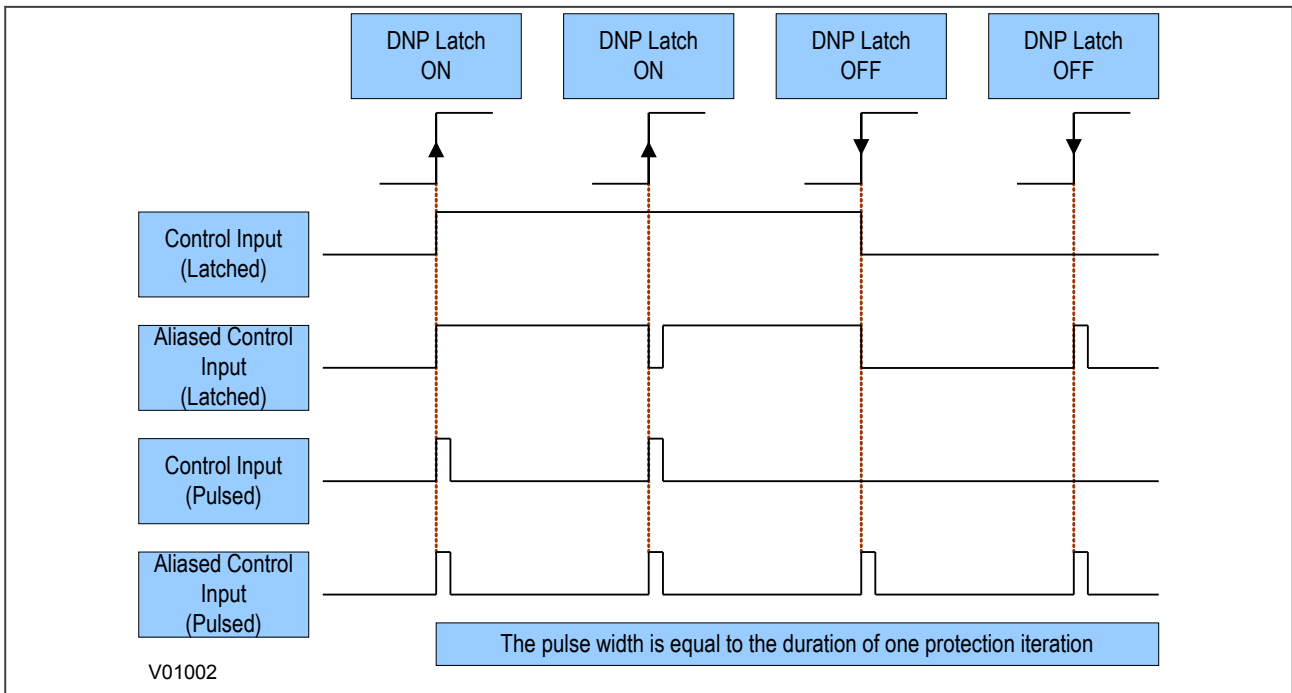 DNP Latch
ON
DNP Latch
ON
DNP Latch
OFF
DNP Latch
OFF
Control Input
(Latched)
Aliased Control
Input
(Latched)
Control Input
(Pulsed)
Aliased Control
Input
(Pulsed)
The pulse width is equal to the duration of one protection iteration
V01002